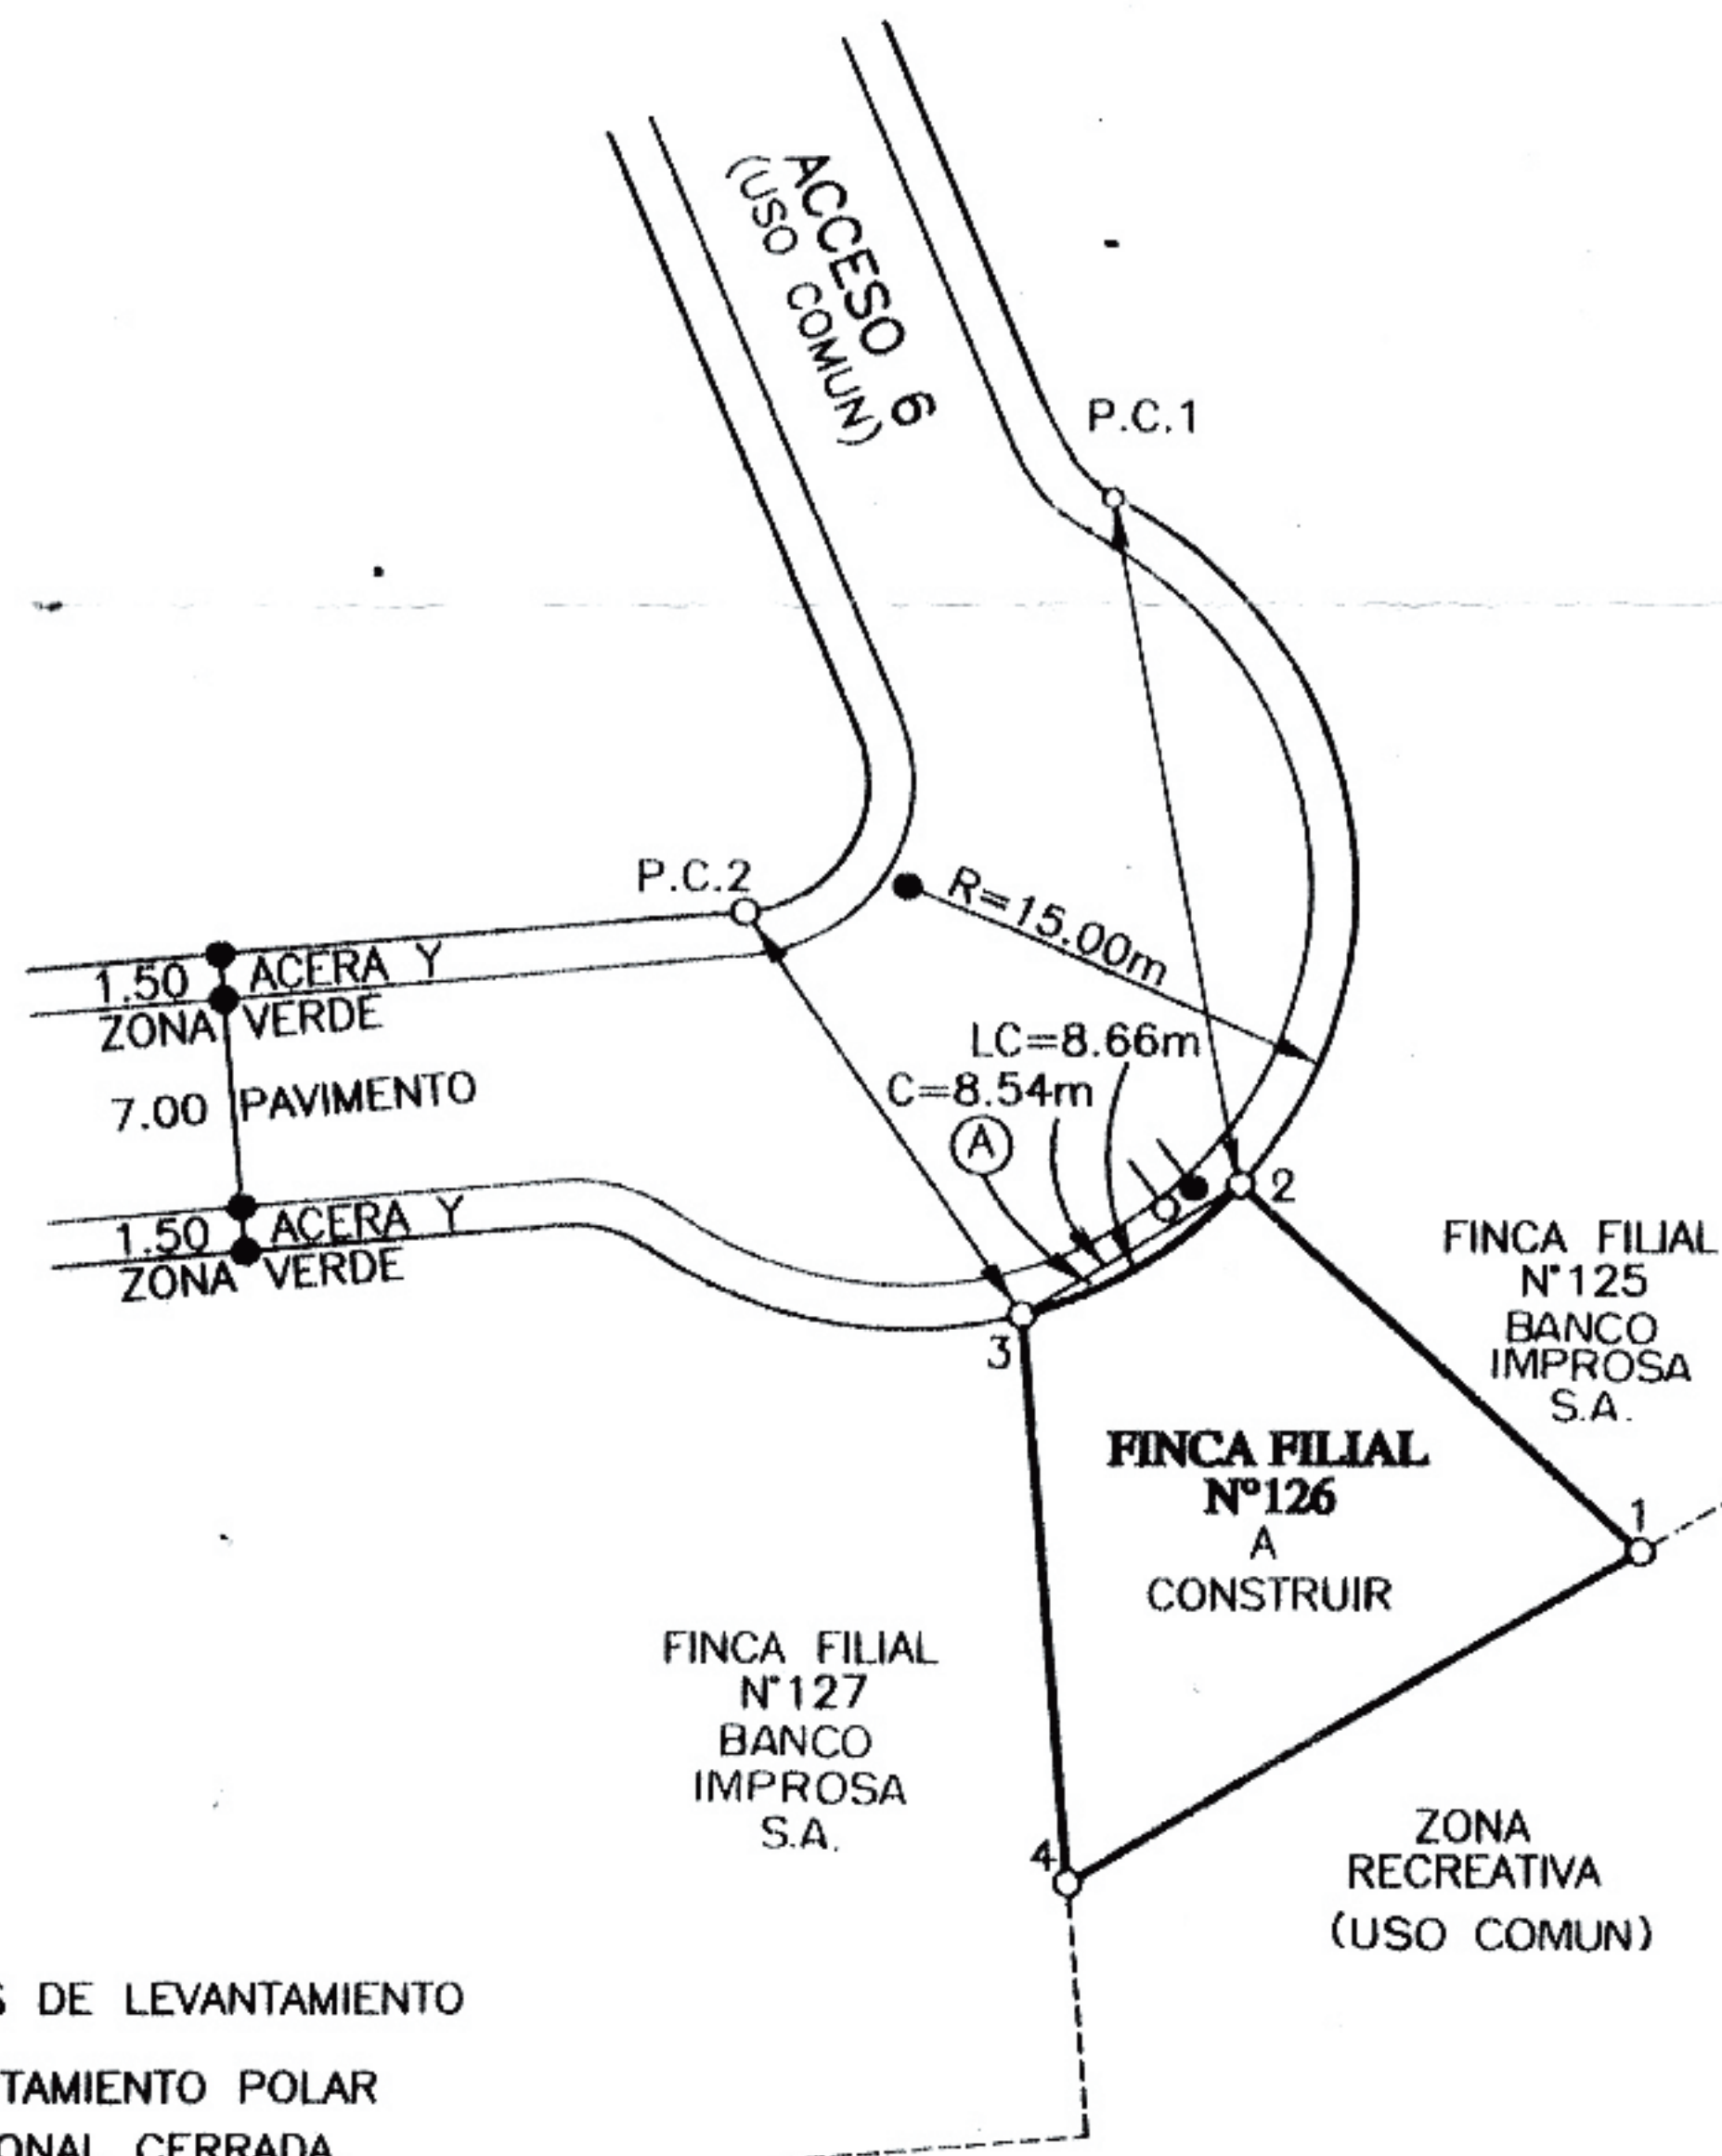 ACCESO 6
(USO COMUN)
P.C.1
P.C.2
R=15.00m
1.50 ACERA Y
ZONA VERDE
LC=8.66m
C=8.54m
7.00 PAVIMENTO
A
2
1.50 ACERA Y
ZONA VERDE
3
FINCA FILIAL
N°125
BANCO
IMPROSA
S.A.
FINCA FILIAL
Nº126
A
CONSTRUIR
1
FINCA FILIAL
N°127
BANCO
IMPROSA
S.A.
4
ZONA
RECREATIVA
(USO COMUN)
S DE LEVANTAMIENTO
TAMIENTO POLAR
ONAL CERRADA